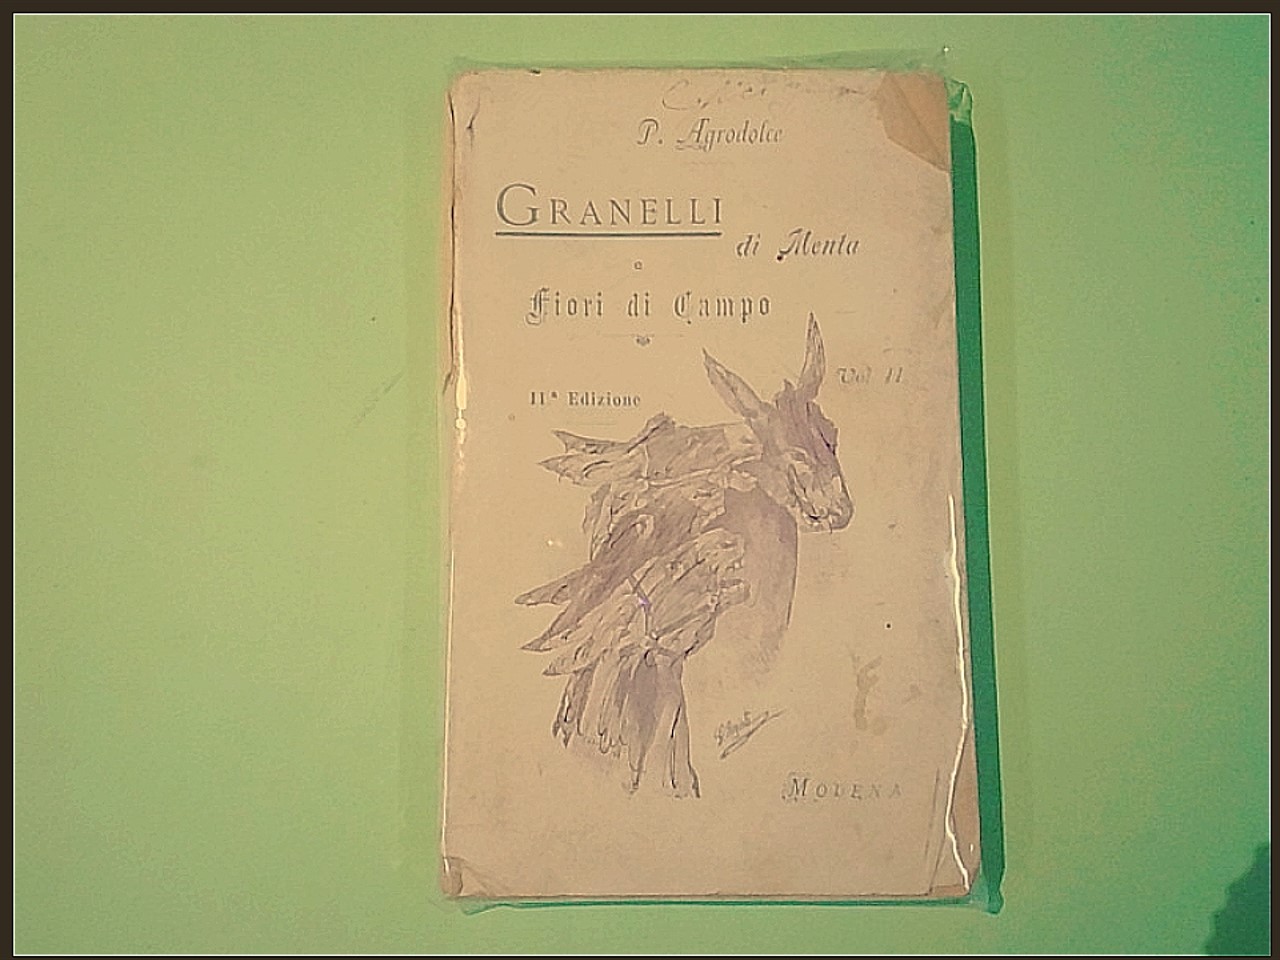 P. Agrodolce
GRANELLI
di Menta
e
Fiori di Campo
Vol II
IIª Edizione
MODENA